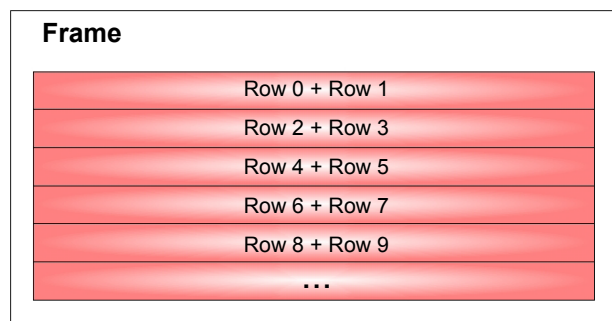 Frame
Row 0 + Row 1
Row 2 + Row 3
Row 4 + Row 5
Row 6 + Row 7
Row 8 + Row 9
...